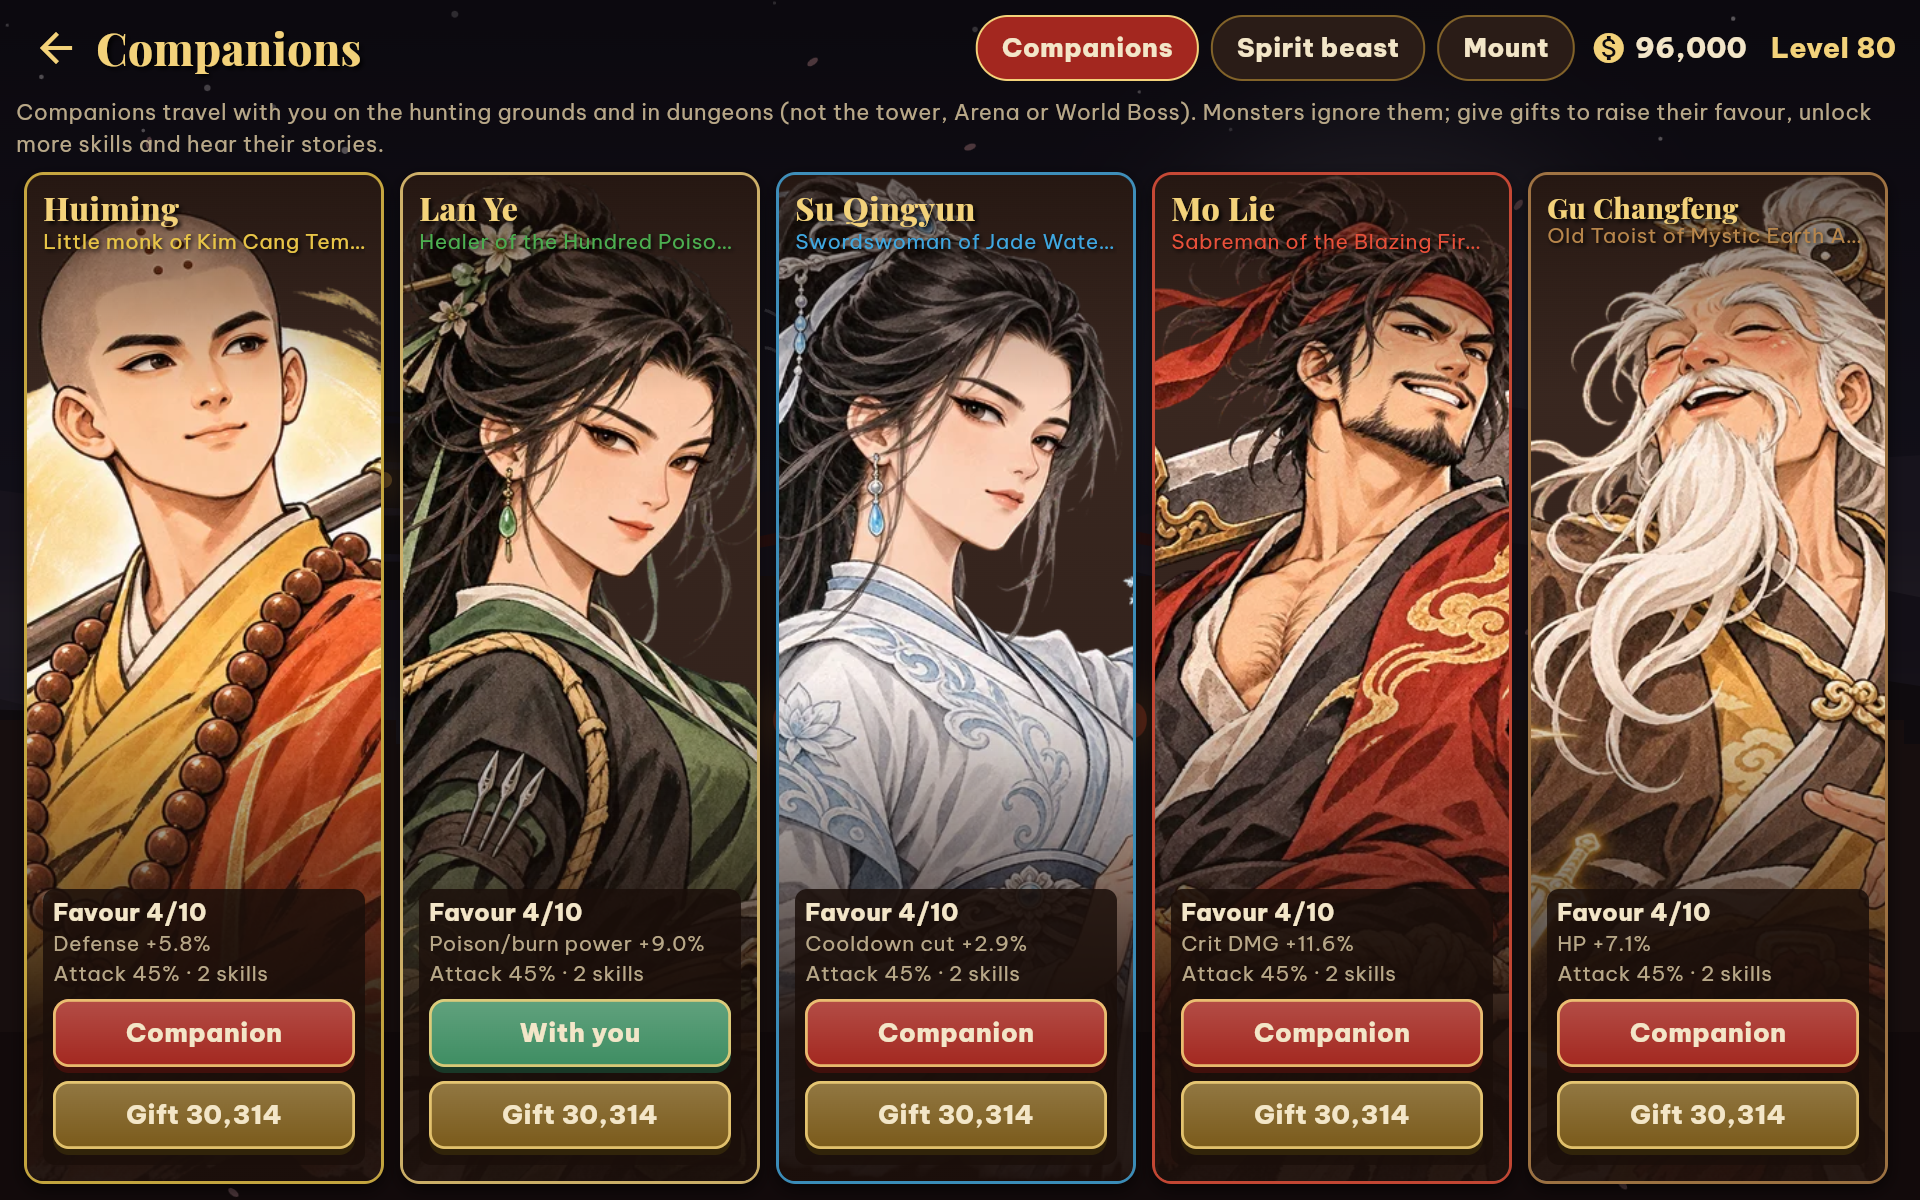 Companions
Companions
Spirit beast
Mount
$ 96,000
Level 80
Companions travel with you on the hunting grounds and in dungeons (not the tower, Arena or World Boss). Monsters ignore them; give gifts to raise their favour, unlock
more skills and hear their stories.
Huiming
Little monk of Kim Cang Tem...
Favour 4/10
Defense +5.8%
Attack 45% · 2 skills
Companion
Gift 30,314
Lan Ye
Healer of the Hundred Poiso...
Favour 4/10
Poison/burn power +9.0%
Attack 45% · 2 skills
With you
Gift 30,314
Su Qingyun
Swordswoman of Jade Wate...
Favour 4/10
Cooldown cut +2.9%
Attack 45% · 2 skills
Companion
Gift 30,314
Mo Lie
Sabreman of the Blazing Fir...
Favour 4/10
Crit DMG +11.6%
Attack 45% · 2 skills
Companion
Gift 30,314
Gu Changfeng
Old Taoist of Mystic Earth A...
Favour 4/10
HP +7.1%
Attack 45% · 2 skills
Companion
Gift 30,314